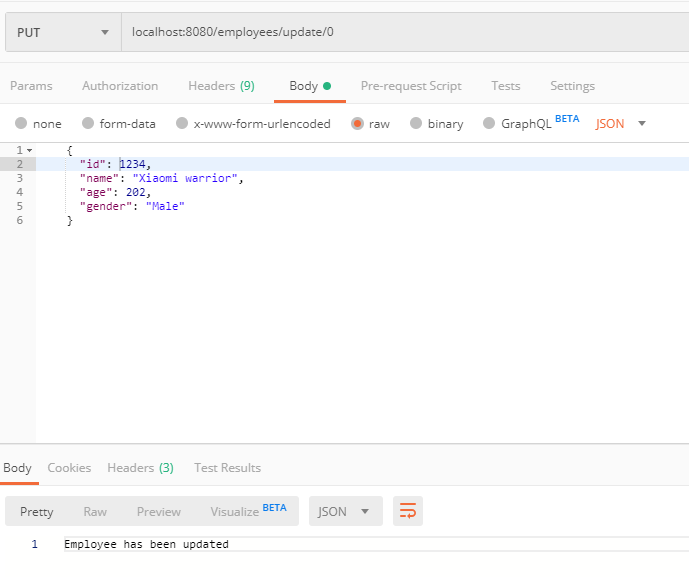 PUT localhost:8080/employees/update/0
Params Authorization Headers (9) Body Pre-request Script Tests Settings
none form-data x-www-form-urlencoded raw binary GraphQL BETA JSON
1 {
2 "id": 1234,
3 "name": "Xiaomi warrior",
4 "age": 202,
5 "gender": "Male"
6 }
Body Cookies Headers (3) Test Results
Pretty Raw Preview Visualize BETA JSON
1 Employee has been updated